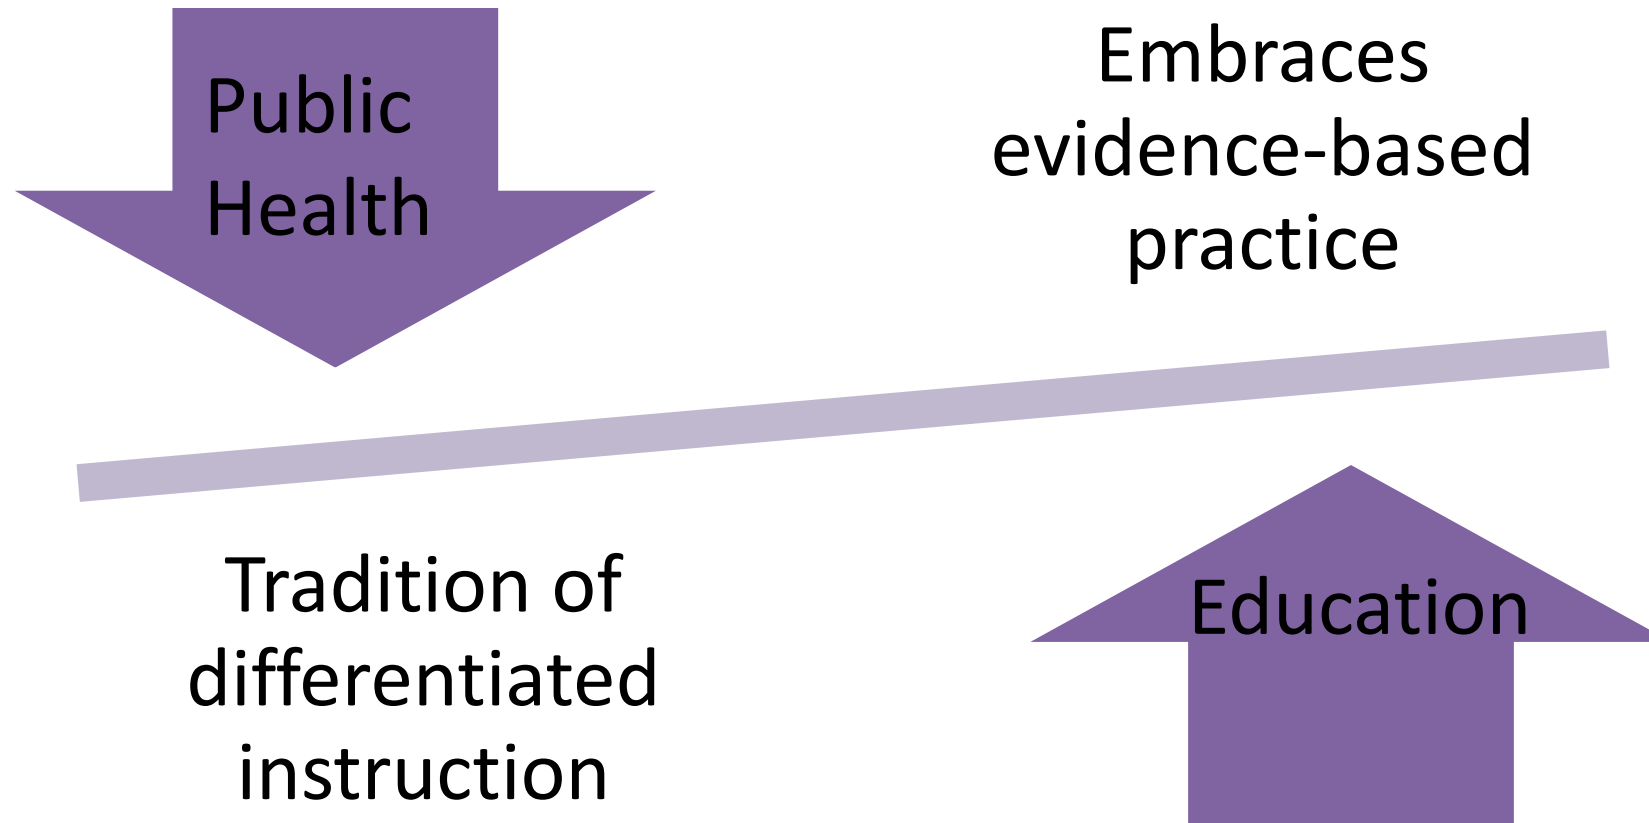 Public
Health
Embraces
evidence-based
practice
Tradition of
differentiated
instruction
Education